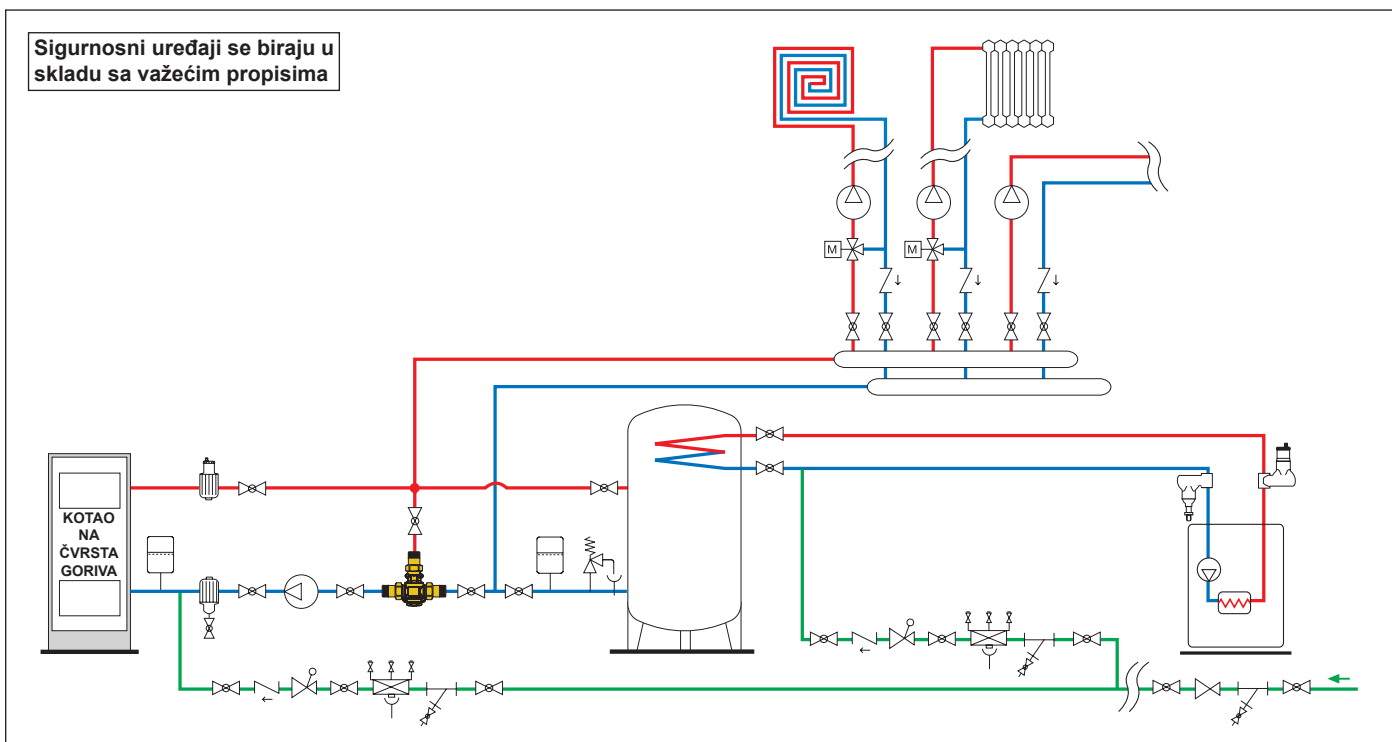 Sigurnosni uređaji se biraju u
skladu sa važećim propisima
M
M
KOTAO
NA
ČVRSTA
GORIVA